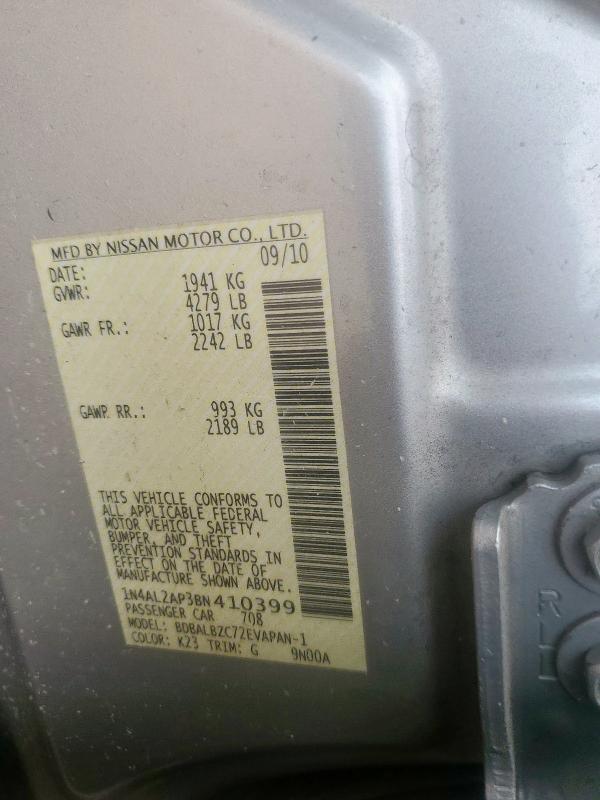 MFD BY NISSAN MOTOR CO., LTD.
DATE: 09/10
GVWR: 1941 KG
4279 LB
GAWR FR.: 1017 KG
2242 LB
GAWR RR.: 993 KG
2189 LB
THIS VEHICLE CONFORMS TO
ALL APPLICABLE FEDERAL
MOTOR VEHICLE SAFETY,
BUMPER, AND THEFT
PREVENTION STANDARDS IN
EFFECT ON THE DATE OF
MANUFACTURE SHOWN ABOVE.
1N4AL2AP3BN410399
PASSENGER CAR 708
MODEL: BDBALBZC72EVAPAN-1
COLOR: K23 TRIM: G 9N00A